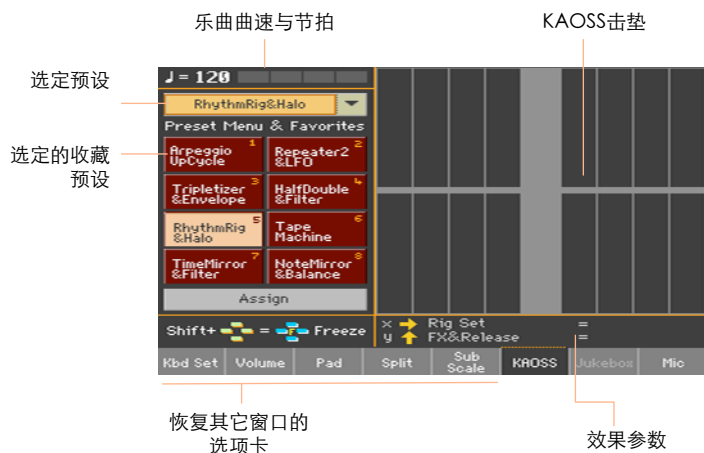 乐曲曲速与节拍
KAOSS击垫
选定预设
♩= 120
RhythmRig&Halo
Preset Menu & Favorites
选定的收藏
预设
Arpeggio 1
UpCycle
Repeater2 2
&LFO
Tripletizer 3
&Envelope
HalfDouble 4
&Filter
RhythmRig 5
&Halo
Tape 6
Machine
TimeMirror 7
&Filter
NoteMirror 8
&Balance
Assign
Shift+ = F Freeze
x Rig Set =
y FX&Release =
Kbd Set Volume Pad Split Sub Scale KAOSS Jukebox Mic
恢复其它窗口的
选项卡
效果参数